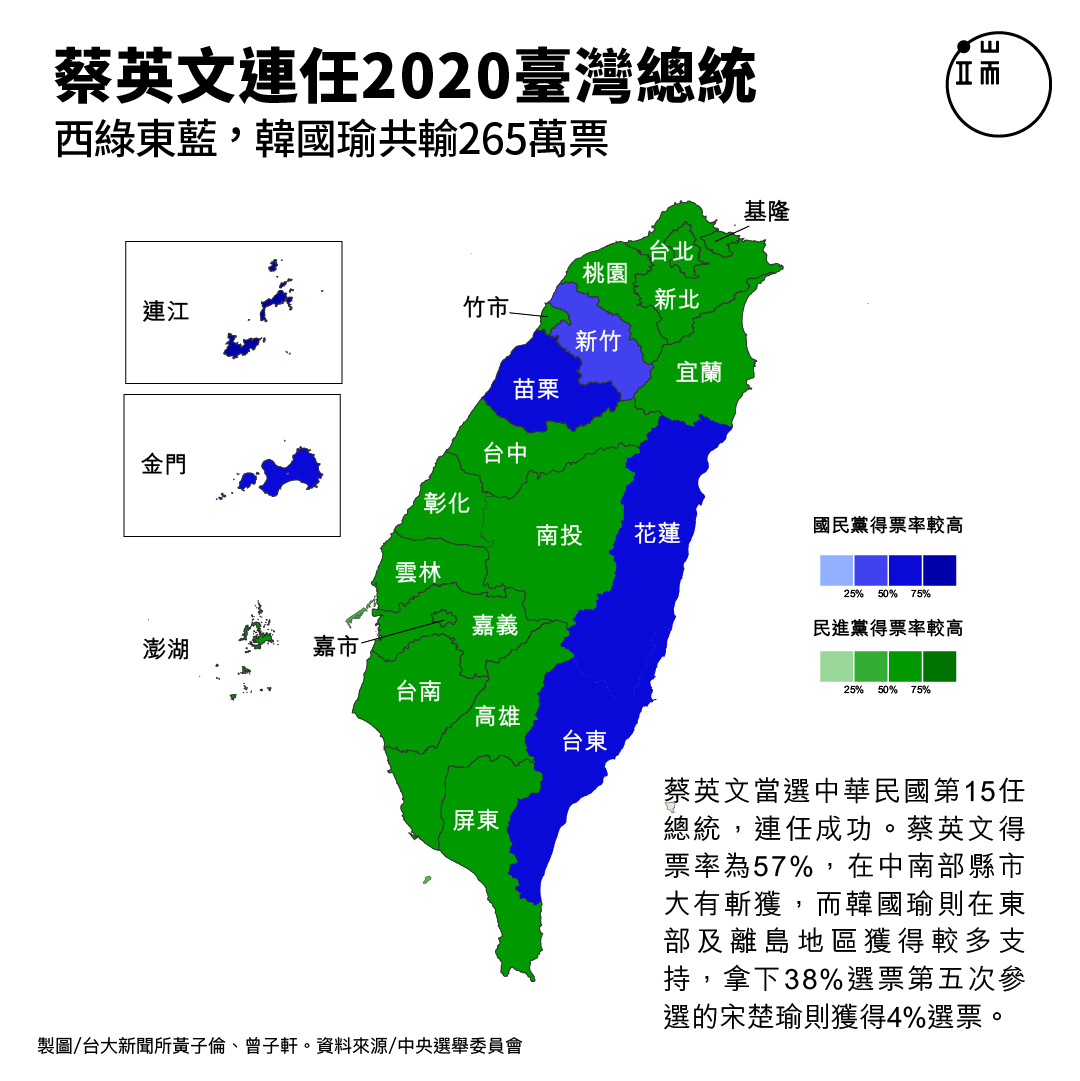 蔡英文連任2020臺灣總統
西綠東藍，韓國瑜共輸265萬票
端
基隆
台北
桃園
新北
竹市
連江
新竹
宜蘭
苗栗
台中
金門
彰化
南投
花蓮
國民黨得票率較高
25% 50% 75%
雲林
民進黨得票率較高
嘉義
澎湖
嘉市
25% 50% 75%
台南
高雄
台東
屏東
蔡英文當選中華民國第15任
總統，連任成功。蔡英文得
票率為57%，在中南部縣市
大有斬獲，而韓國瑜則在東
部及離島地區獲得較多支
持，拿下38%選票第五次參
選的宋楚瑜則獲得4%選票。
製圖/台大新聞所黃子倫、曾子軒。資料來源/中央選舉委員會